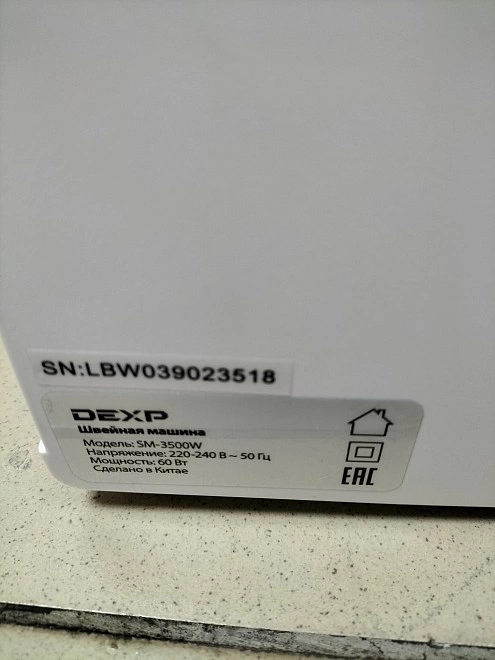 SN:LBW039023518
DEXP
Швейная машина
Модель: SM-3500W
Напряжение: 220-240 В ~ 50 Гц
Мощность: 60 Вт
Сделано в Китае
EAC